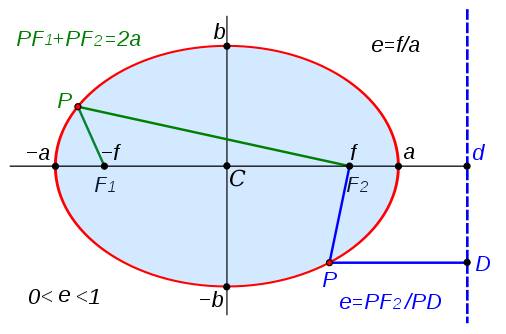 b
PF1+PF2=2a
e=f/a
P
−a
−f
f
a
d
F1
C
F2
D
P
−b
0< e <1
e=PF2/PD